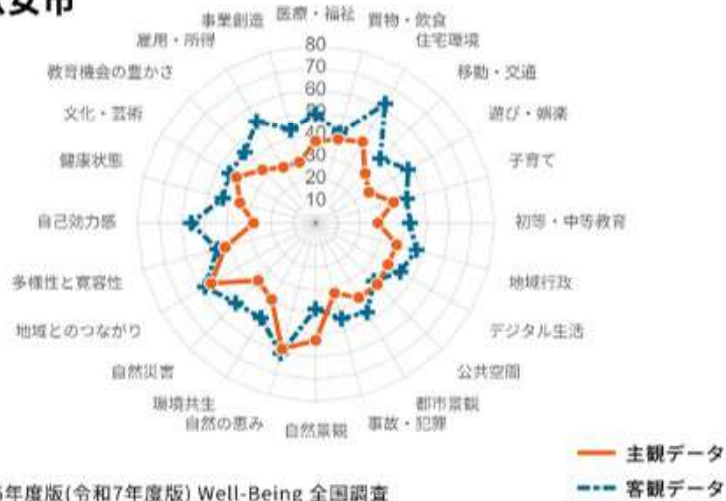 女市
医療・福祉
買物・飲食
住宅環境
移動・交通
遊び・娯楽
子育て
初等・中等教育
地域行政
デジタル生活
公共空間
都市景観
事故・犯罪
自然景観
自然の恵み
環境共生
自然災害
地域とのつながり
多様性と寛容性
自己効力感
健康状態
文化・芸術
教育機会の豊かさ
雇用・所得
事業創造
80
70
60
50
40
30
20
10
主観データ
客観データ
5年度版(令和7年度版) Well-Being 全国調査